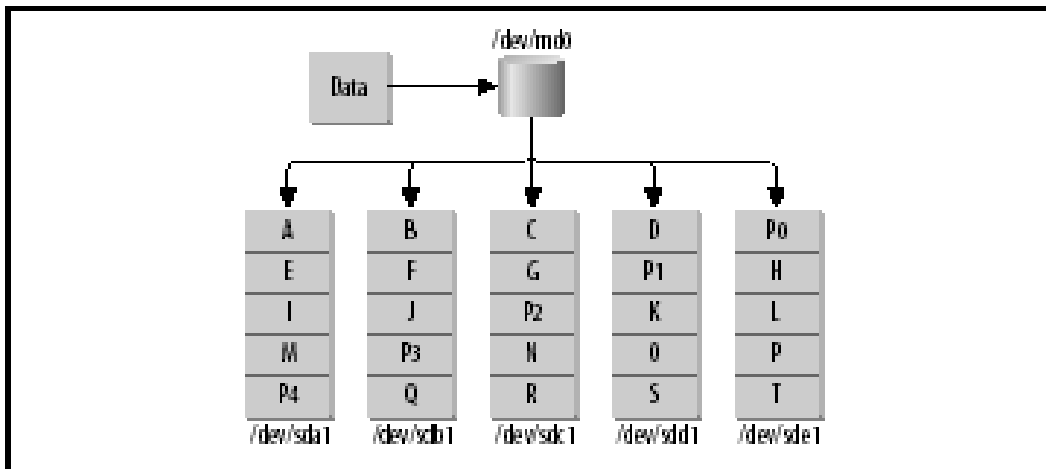 /dev/md0
Data
A B C D P0
E F G P1 H
I J P2 K L
M P3 N O P
P4 Q R S T
/dev/sda1 /dev/sdb1 /dev/sdc1 /dev/sdd1 /dev/sde1